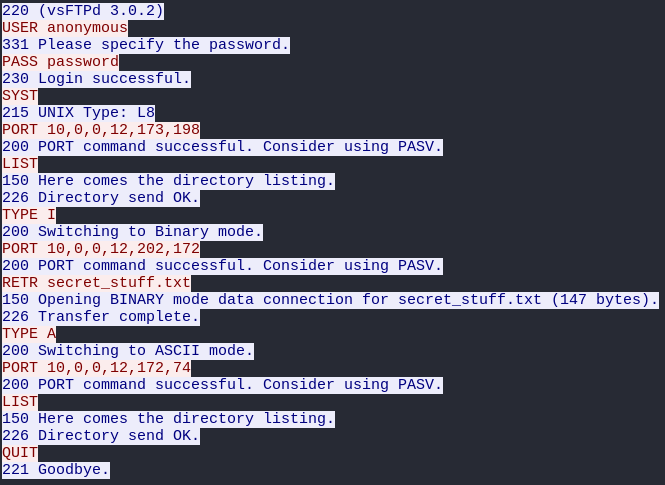 220 (vsFTPd 3.0.2)
USER anonymous
331 Please specify the password.
PASS password
230 Login successful.
SYST
215 UNIX Type: L8
PORT 10,0,0,12,173,198
200 PORT command successful. Consider using PASV.
LIST
150 Here comes the directory listing.
226 Directory send OK.
TYPE I
200 Switching to Binary mode.
PORT 10,0,0,12,202,172
200 PORT command successful. Consider using PASV.
RETR secret_stuff.txt
150 Opening BINARY mode data connection for secret_stuff.txt (147 bytes).
226 Transfer complete.
TYPE A
200 Switching to ASCII mode.
PORT 10,0,0,12,172,74
200 PORT command successful. Consider using PASV.
LIST
150 Here comes the directory listing.
226 Directory send OK.
QUIT
221 Goodbye.